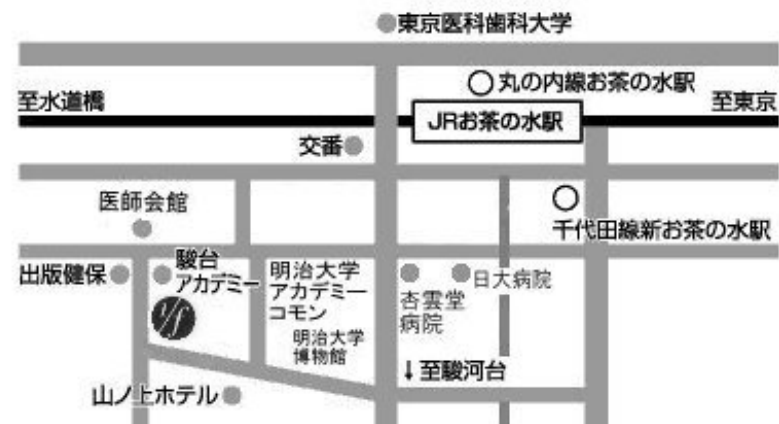 東京医科歯科大学
丸の内線お茶の水駅
至水道橋
至東京
JRお茶の水駅
交番
医師会館
千代田線新お茶の水駅
出版健保
駿台
アカデミー
明治大学
アカデミー
コモン
明治大学
博物館
杏雲堂
病院
日大病院
↓至駿河台
山ノ上ホテル